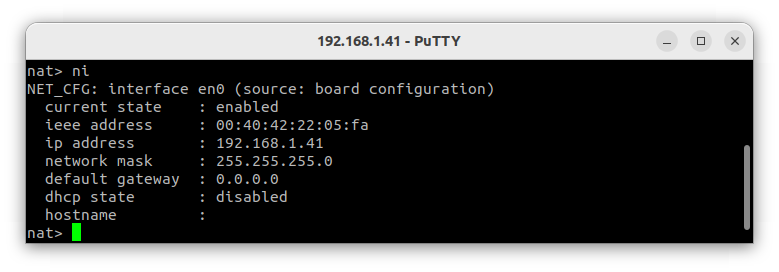 192.168.1.41 - PuTTY
nat> ni
NET_CFG: interface en0 (source: board configuration)
  current state    : enabled
  ieee address     : 00:40:42:22:05:fa
  ip address       : 192.168.1.41
  network mask     : 255.255.255.0
  default gateway  : 0.0.0.0
  dhcp state       : disabled
  hostname         :
nat>